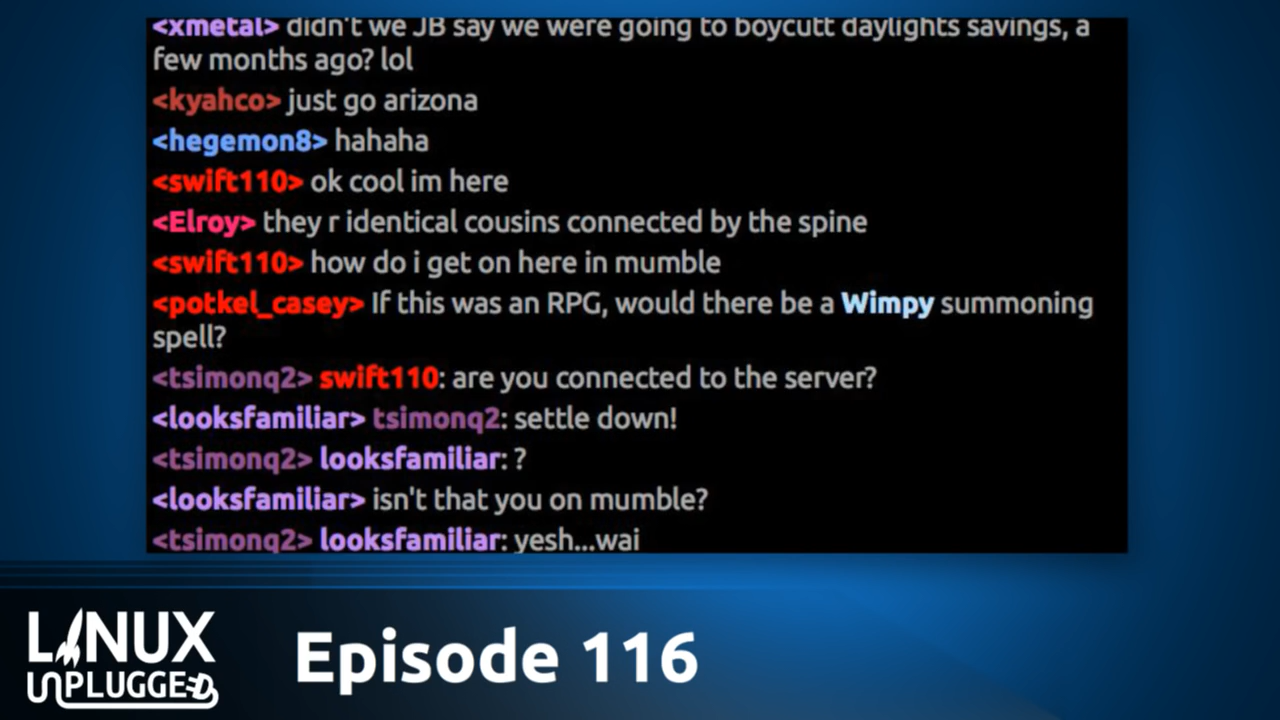 <xmetal> didn't we JB say we were going to boycutt daylights savings, a
few months ago? lol
<kyahco> just go arizona
<hegemon8> hahaha
<swift110> ok cool im here
<Elroy> they r identical cousins connected by the spine
<swift110> how do i get on here in mumble
<potkel_casey> If this was an RPG, would there be a Wimpy summoning
spell?
<tsimonq2> swift110: are you connected to the server?
<looksfamiliar> tsimonq2: settle down!
<tsimonq2> looksfamiliar: ?
<looksfamiliar> isn't that you on mumble?
<tsimonq2> looksfamiliar: yesh...wai
LINUX
UNPLUGGED
Episode 116